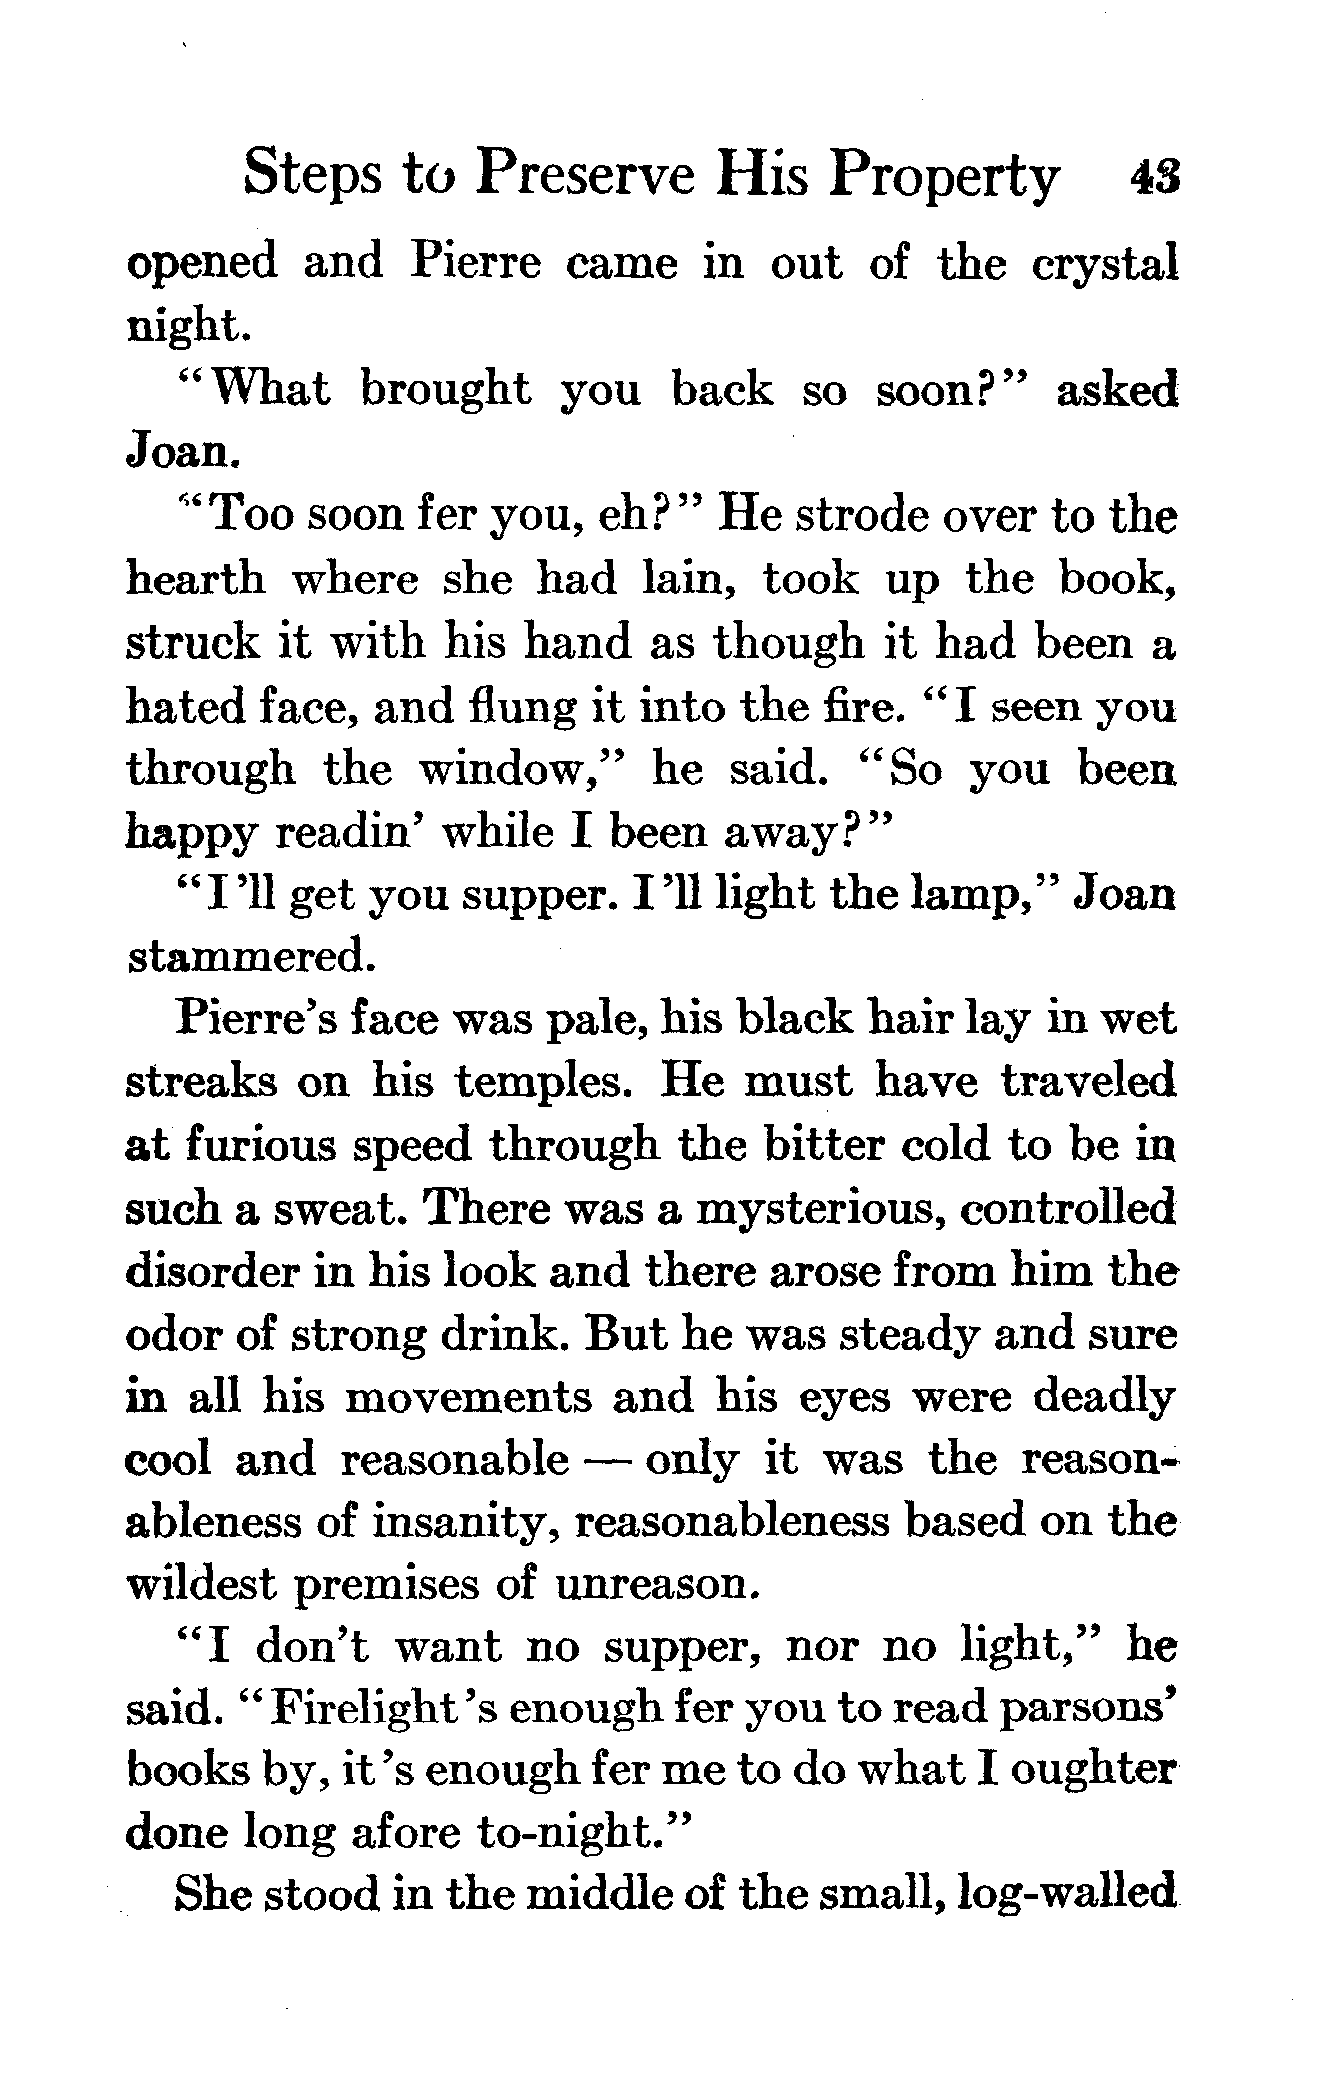 Steps to Preserve His Property 43
opened and Pierre came in out of the crystal
night.
"What brought you back so soon?" asked
Joan.
"Too soon fer you, eh?" He strode over to the
hearth where she had lain, took up the book,
struck it with his hand as though it had been a
hated face, and flung it into the fire. "I seen you
through the window," he said. "So you been
happy readin' while I been away?"
"I'll get you supper. I'll light the lamp," Joan
stammered.
Pierre's face was pale, his black hair lay in wet
streaks on his temples. He must have traveled
at furious speed through the bitter cold to be in
such a sweat. There was a mysterious, controlled
disorder in his look and there arose from him the
odor of strong drink. But he was steady and sure
in all his movements and his eyes were deadly
cool and reasonable — only it was the reason-
ableness of insanity, reasonableness based on the
wildest premises of unreason.
"I don't want no supper, nor no light," he
said. "Firelight's enough fer you to read parsons'
books by, it's enough fer me to do what I oughter
done long afore to-night."
She stood in the middle of the small, log-walled